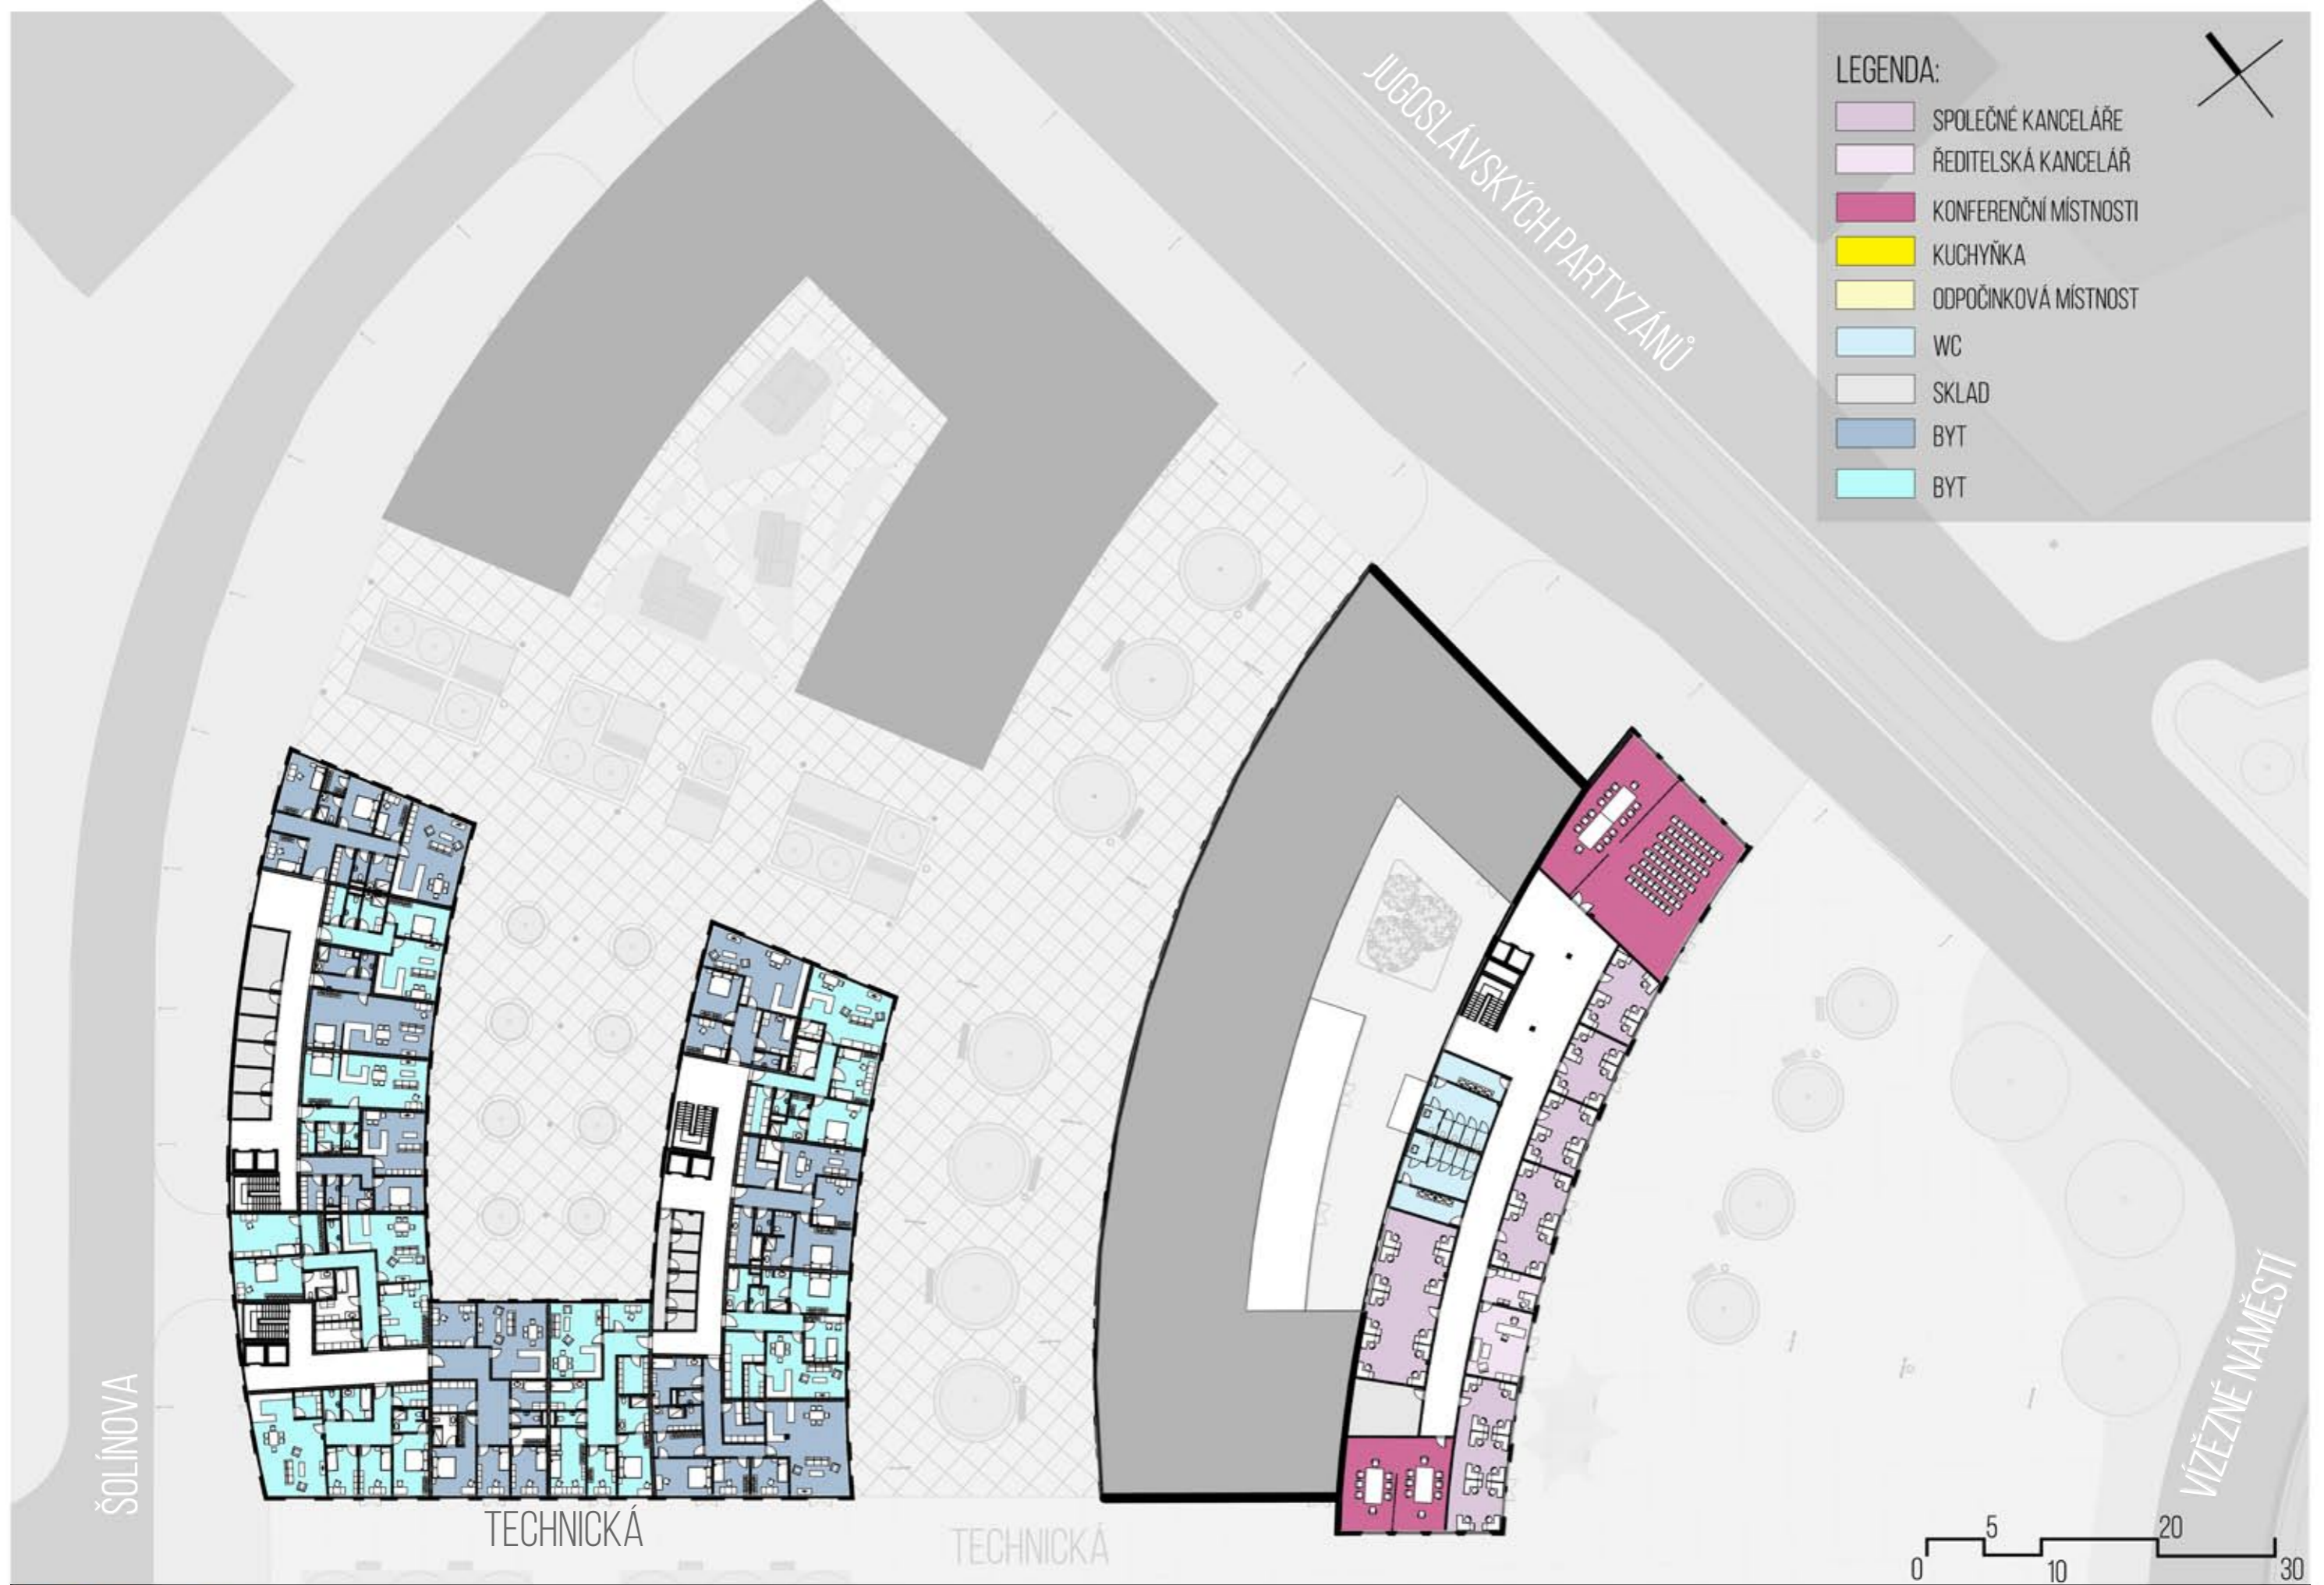 JUGOSLÁVSKÝCH PARTYZÁNŮ
LEGENDA:
SPOLEČNÉ KANCELÁŘE
ŘEDITELSKÁ KANCELÁŘ
KONFERENČNÍ MÍSTNOSTI
KUCHYŇKA
ODPOČINKOVÁ MÍSTNOST
WC
SKLAD
BYT
BYT
ŠOLÍNOVA
TECHNICKÁ
TECHNICKÁ
VÍZĚZNÉ NÁMĚSTÍ
5
20
0
10
30